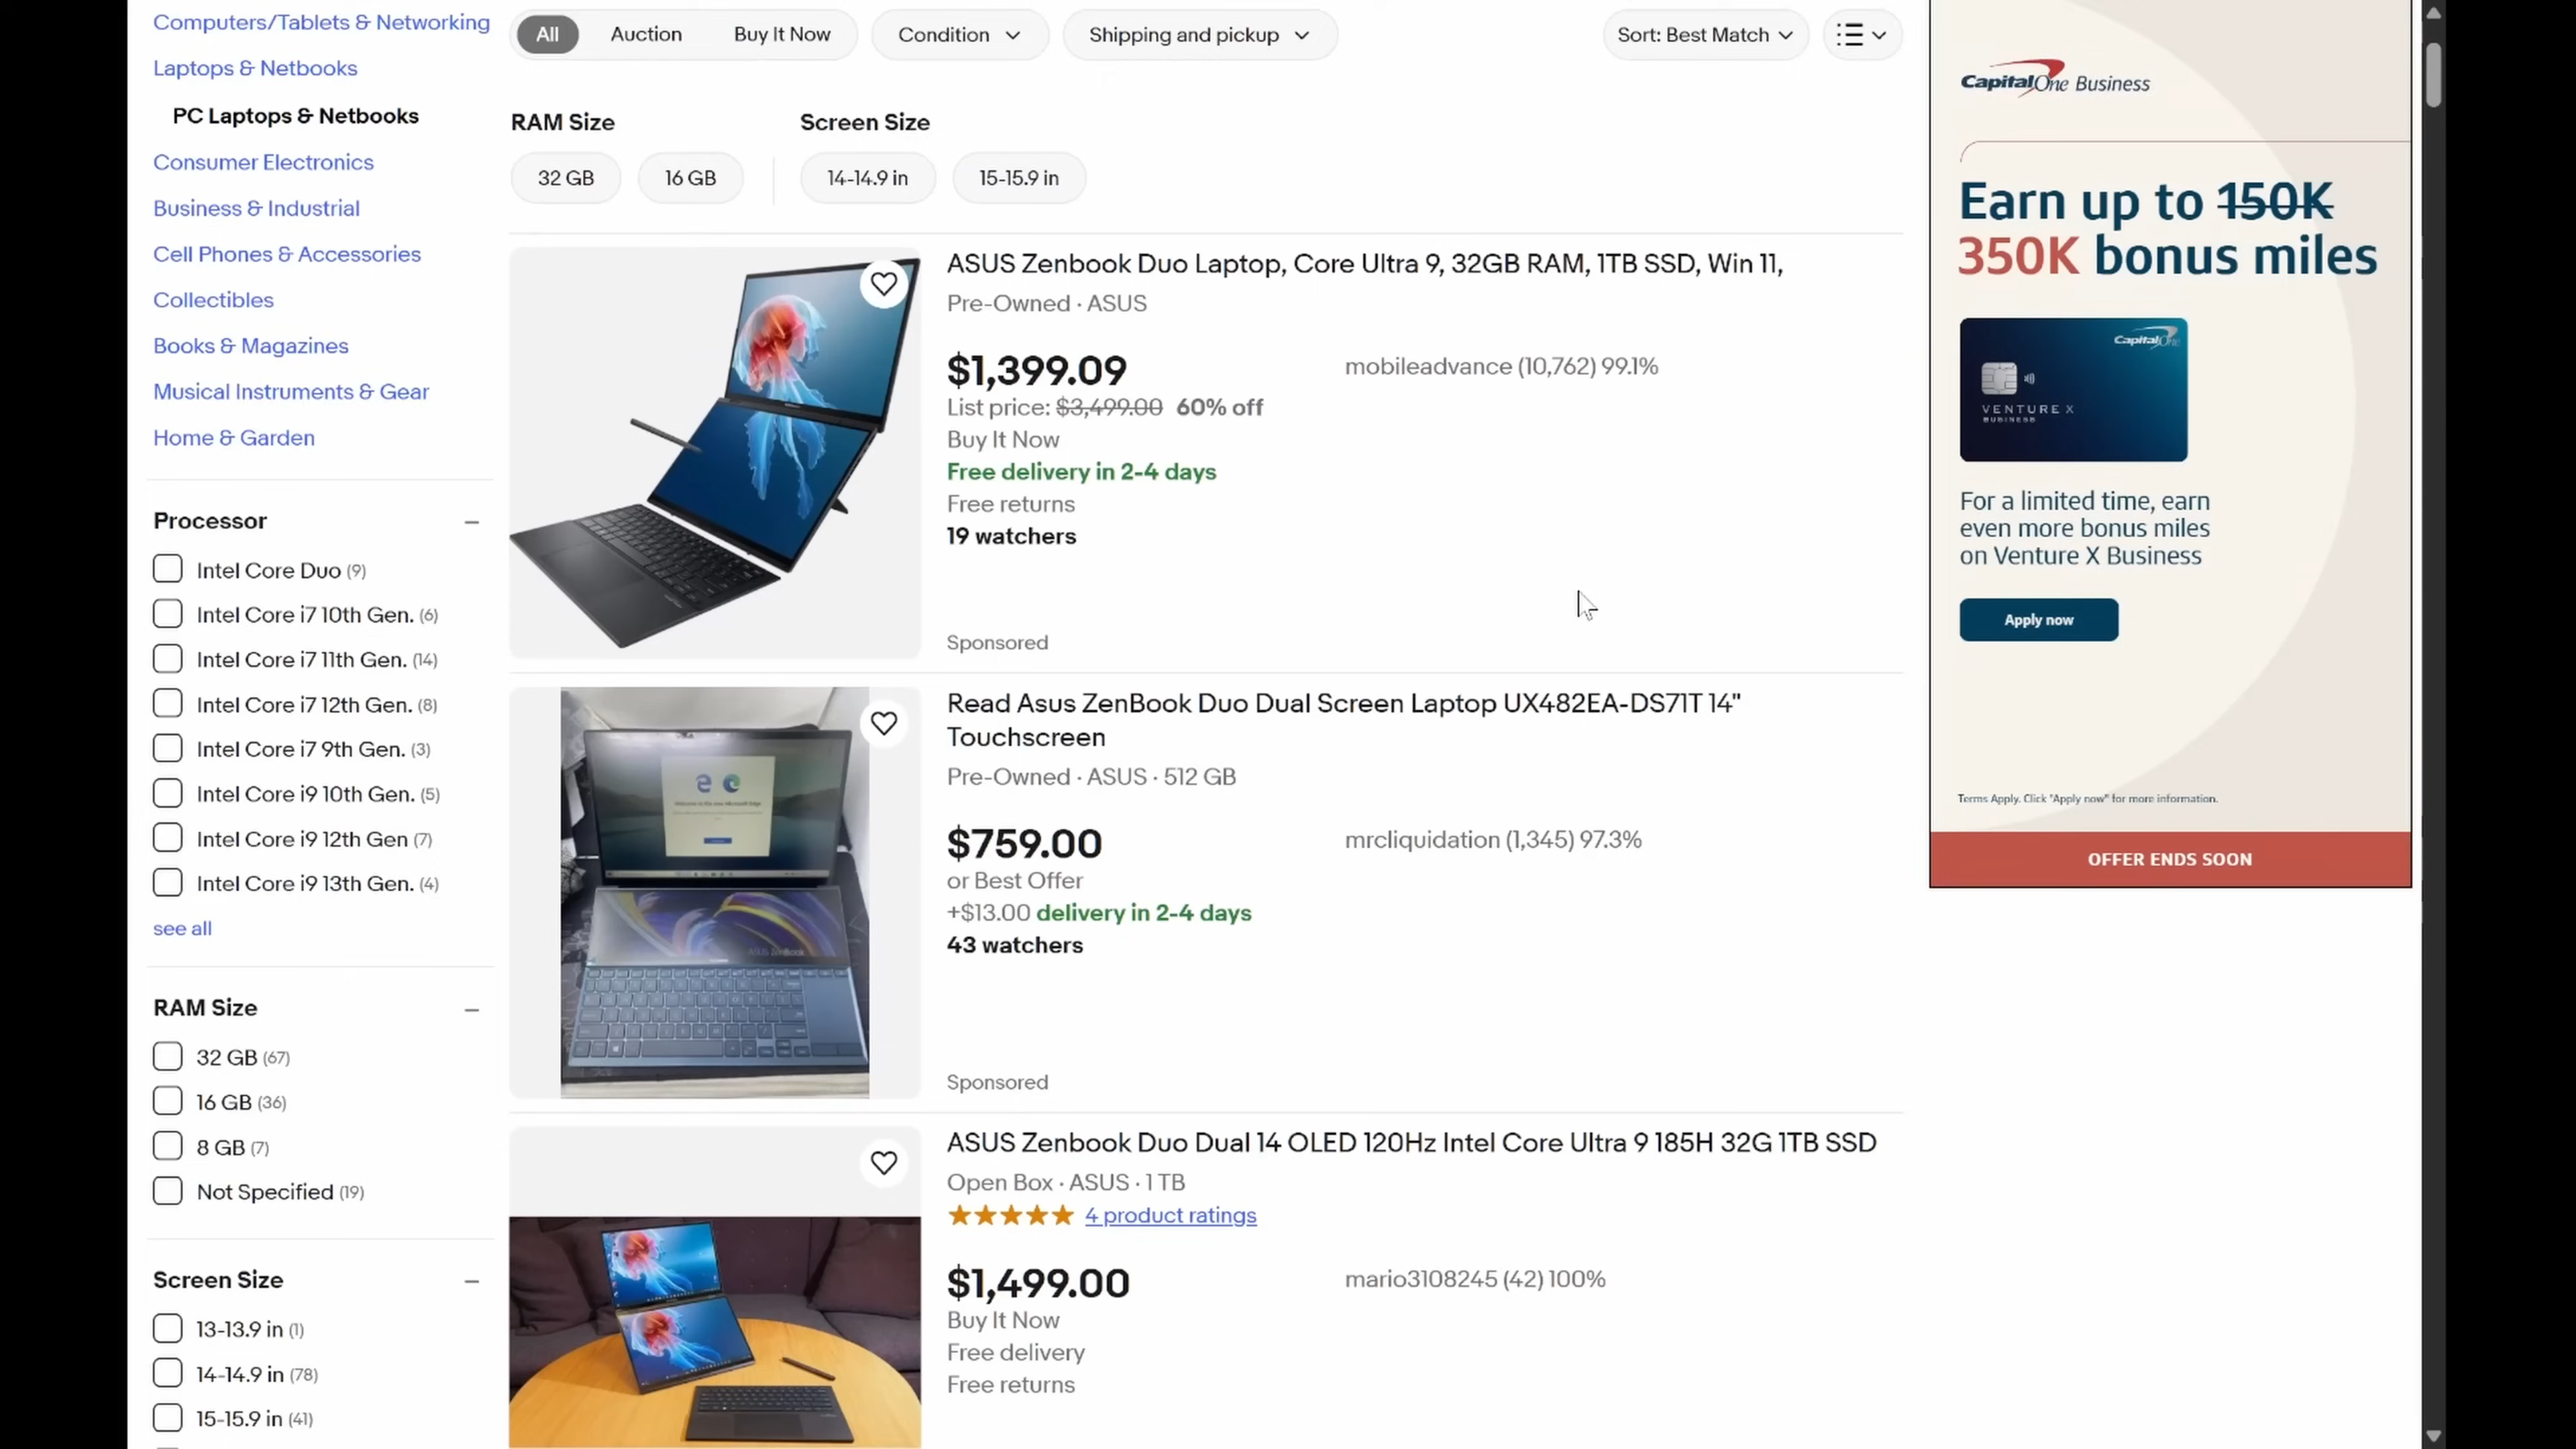 Computers/Tablets & Networking
Laptops & Netbooks
PC Laptops & Netbooks
Consumer Electronics
Business & Industrial
Cell Phones & Accessories
Collectibles
Books & Magazines
Musical Instruments & Gear
Home & Garden
Processor
Intel Core Duo (9)
Intel Core i7 10th Gen. (6)
Intel Core i7 11th Gen. (14)
Intel Core i7 12th Gen. (8)
Intel Core i7 9th Gen. (3)
Intel Core i9 10th Gen. (5)
Intel Core i9 12th Gen (7)
Intel Core i9 13th Gen. (4)
see all
RAM Size
32 GB (67)
16 GB (36)
8 GB (7)
Not Specified (19)
Screen Size
13-13.9 in (1)
14-14.9 in (78)
15-15.9 in (41)
All Auction Buy It Now Condition Shipping and pickup Sort: Best Match
RAM Size Screen Size
32 GB 16 GB 14-14.9 in 15-15.9 in
ASUS Zenbook Duo Laptop, Core Ultra 9, 32GB RAM, 1TB SSD, Win 11,
Pre-Owned · ASUS
$1,399.09 mobileadvance (10,762) 99.1%
List price: $3,499.00 60% off
Buy It Now
Free delivery in 2-4 days
Free returns
19 watchers
Sponsored
Read Asus ZenBook Duo Dual Screen Laptop UX482EA-DS71T 14"
Touchscreen
Pre-Owned · ASUS · 512 GB
$759.00 mrcliquidation (1,345) 97.3%
or Best Offer
+$13.00 delivery in 2-4 days
43 watchers
Sponsored
ASUS Zenbook Duo Dual 14 OLED 120Hz Intel Core Ultra 9 185H 32G 1TB SSD
Open Box · ASUS · 1 TB
4 product ratings
$1,499.00 mario3108245 (42) 100%
Buy It Now
Free delivery
Free returns
CapitalOne Business
Earn up to 150K
350K bonus miles
CapitalOne
VENTURE X
BUSINESS
For a limited time, earn
even more bonus miles
on Venture X Business
Apply now
Terms Apply. Click "Apply now" for more information.
OFFER ENDS SOON